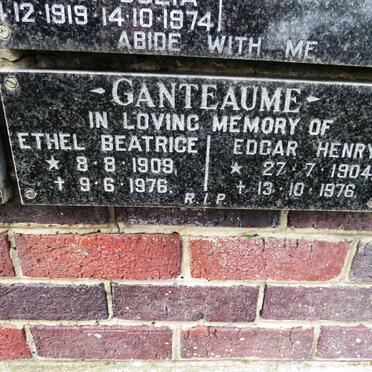 12·1919·14·10·1974
ABIDE WITH ME
GANTEAUME
IN LOVING MEMORY OF
ETHEL BEATRICE EDGAR HENRY
★ 8·8·1909 ★ 27·7·1904
✝ 9·6·1976 ✝ 13·10·1976
R.I.P